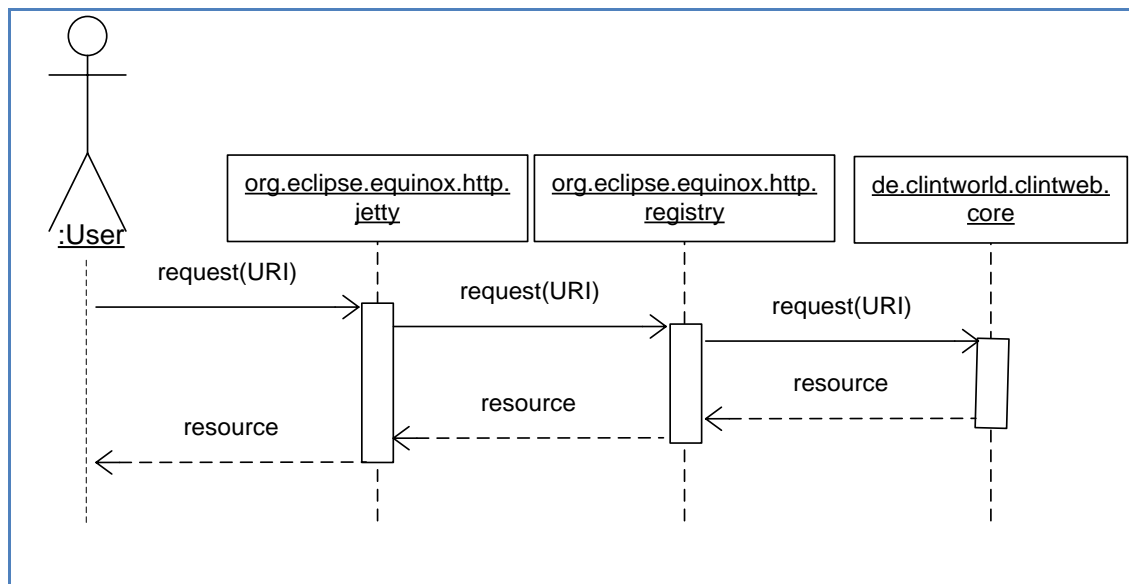 org.eclipse.equinox.http.
jetty
org.eclipse.equinox.http.
registry
de.clintworld.clintweb.
core
:User
request(URI)
request(URI)
request(URI)
resource
resource
resource